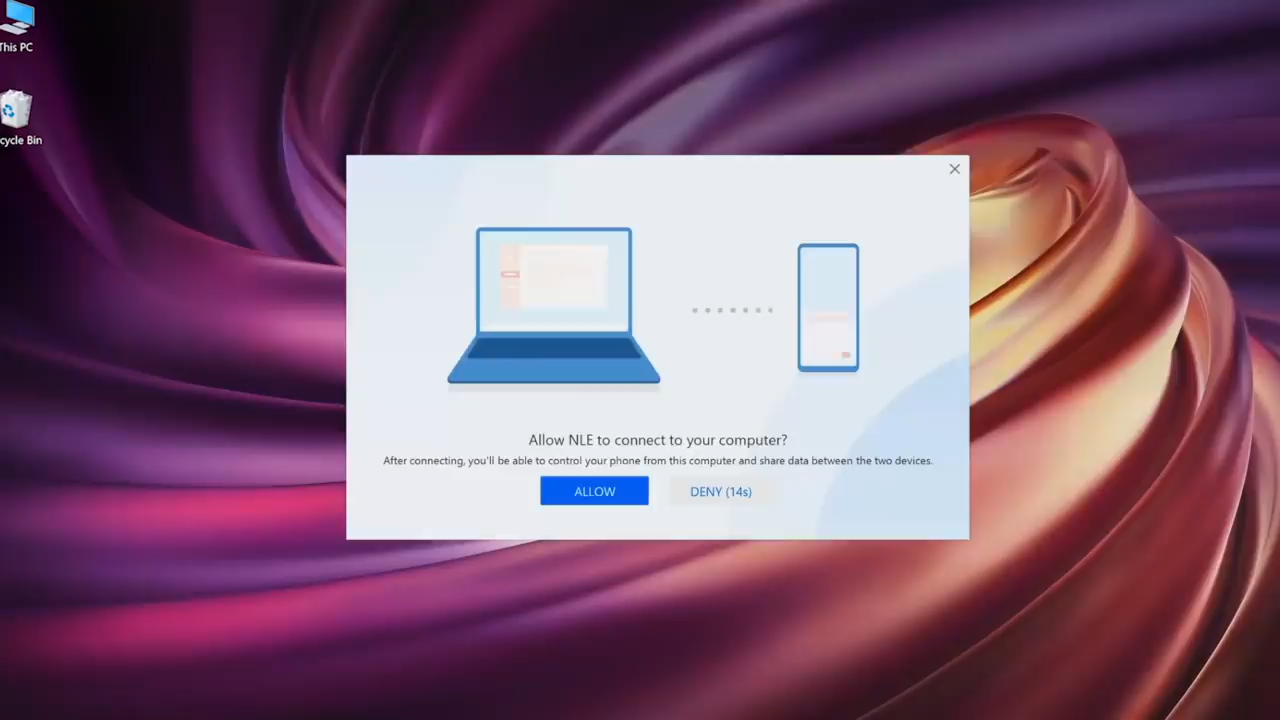 This PC
cycle Bin
Allow NLE to connect to your computer?
After connecting, you'll be able to control your phone from this computer and share data between the two devices.
ALLOW
DENY (14s)